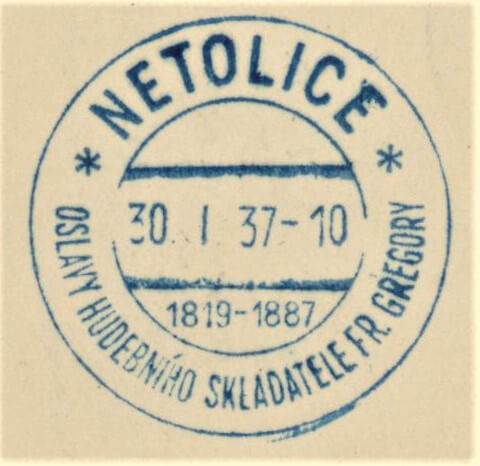 * NETOLICE *
30. I 37-10
1819-1887
OSLAVY HUDEBNÍHO SKLADATELE FR. GREGORY